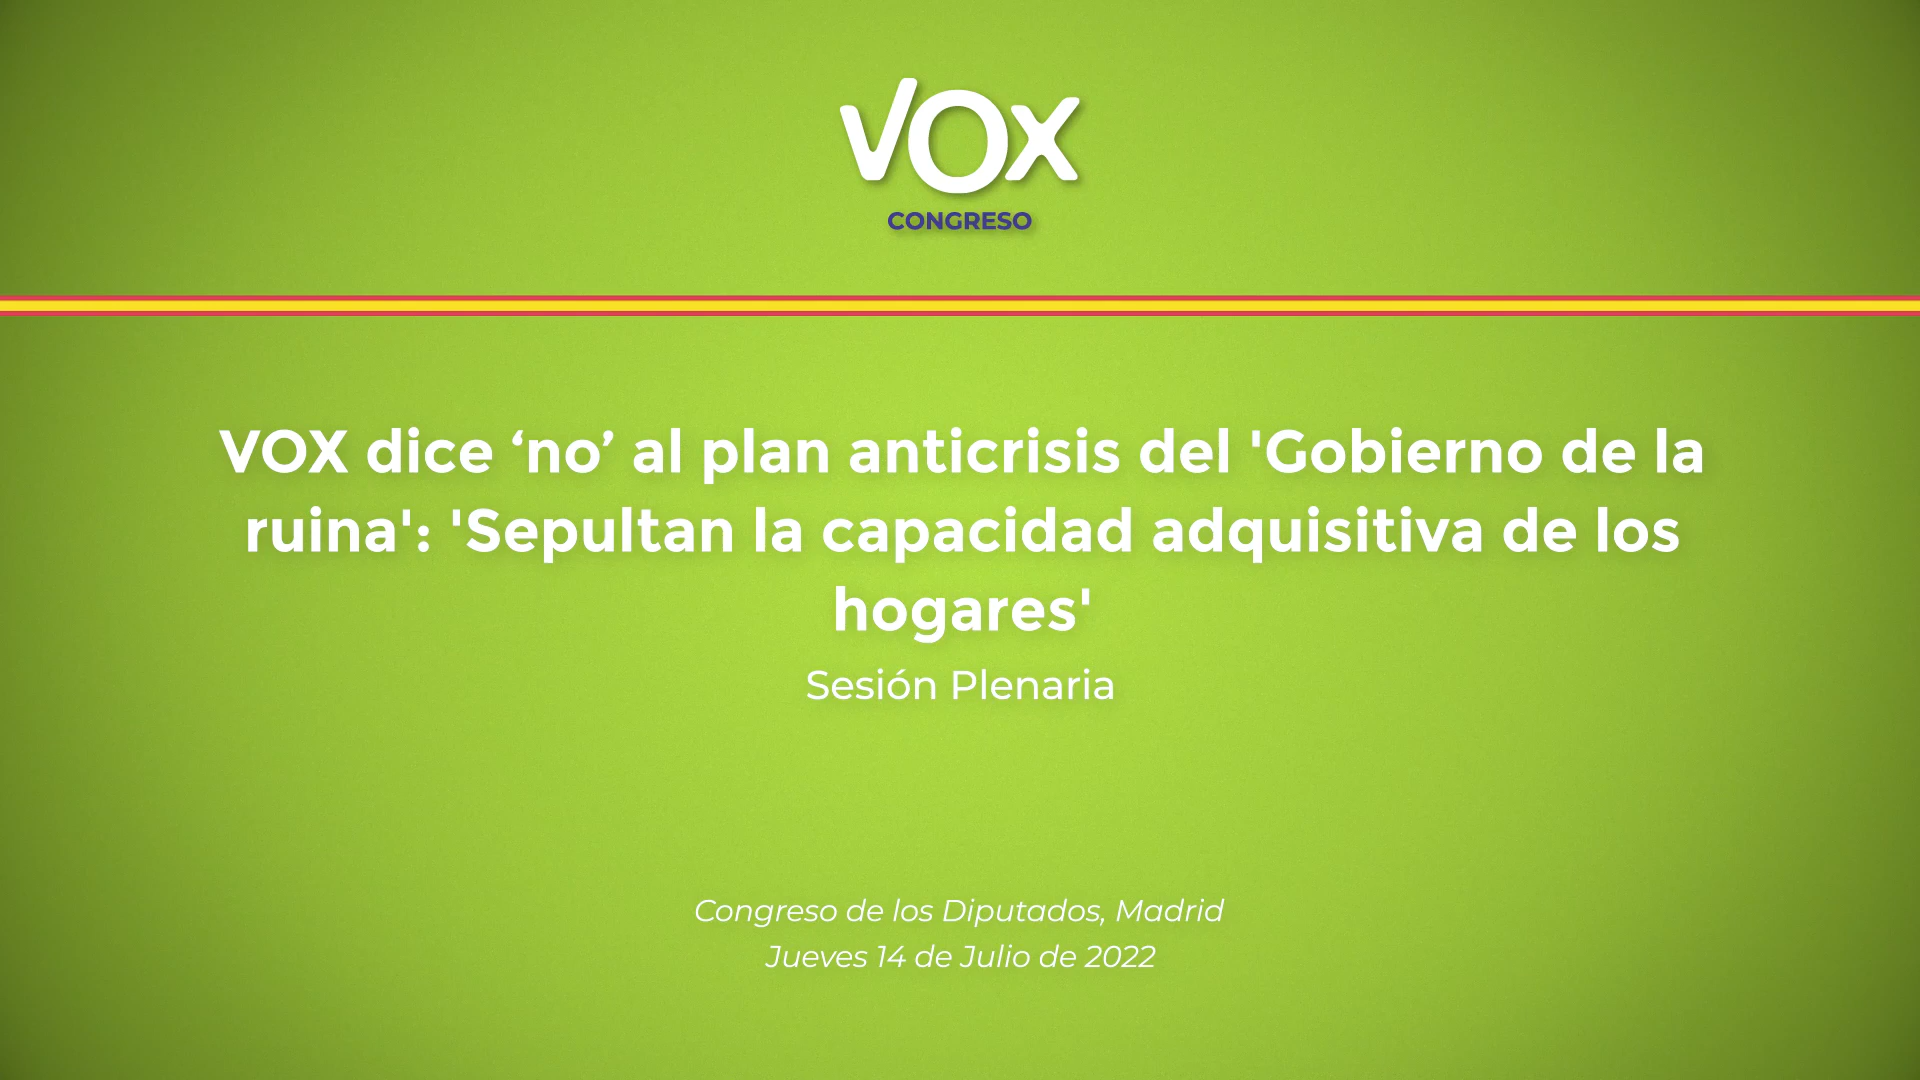 VOX
CONGRESO
VOX dice ‘no’ al plan anticrisis del 'Gobierno de la
ruina': 'Sepultan la capacidad adquisitiva de los
hogares'
Sesión Plenaria
Congreso de los Diputados, Madrid
Jueves 14 de Julio de 2022